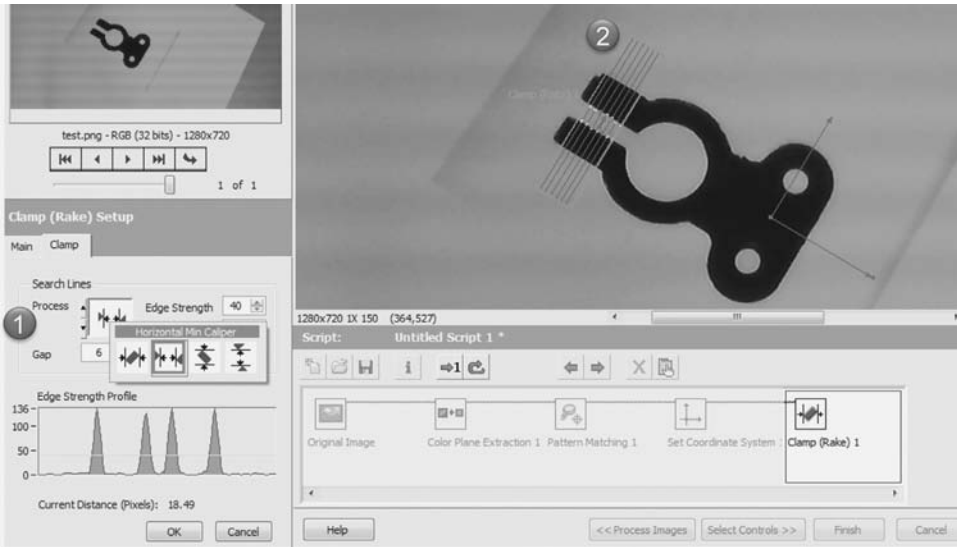 test.png - RGB (32 bits) - 1280x720
1 of 1
Clamp (Rake) Setup
Main
Clamp
Search Lines
Process
Edge Strength 40
1
Horizontal Min Caliper
Gap 6
Edge Strength Profile
136
100
50
0
Current Distance (Pixels): 18.49
OK
Cancel
2
Clamp (Rake)
1280x720 1X 150 (364,527)
Script: Untitled Script 1 *
1
Original Image
Color Plane Extraction 1
Pattern Matching 1
Set Coordinate System
Clamp (Rake) 1
Help
<< Process Images
Select Controls >>
Finish
Cancel